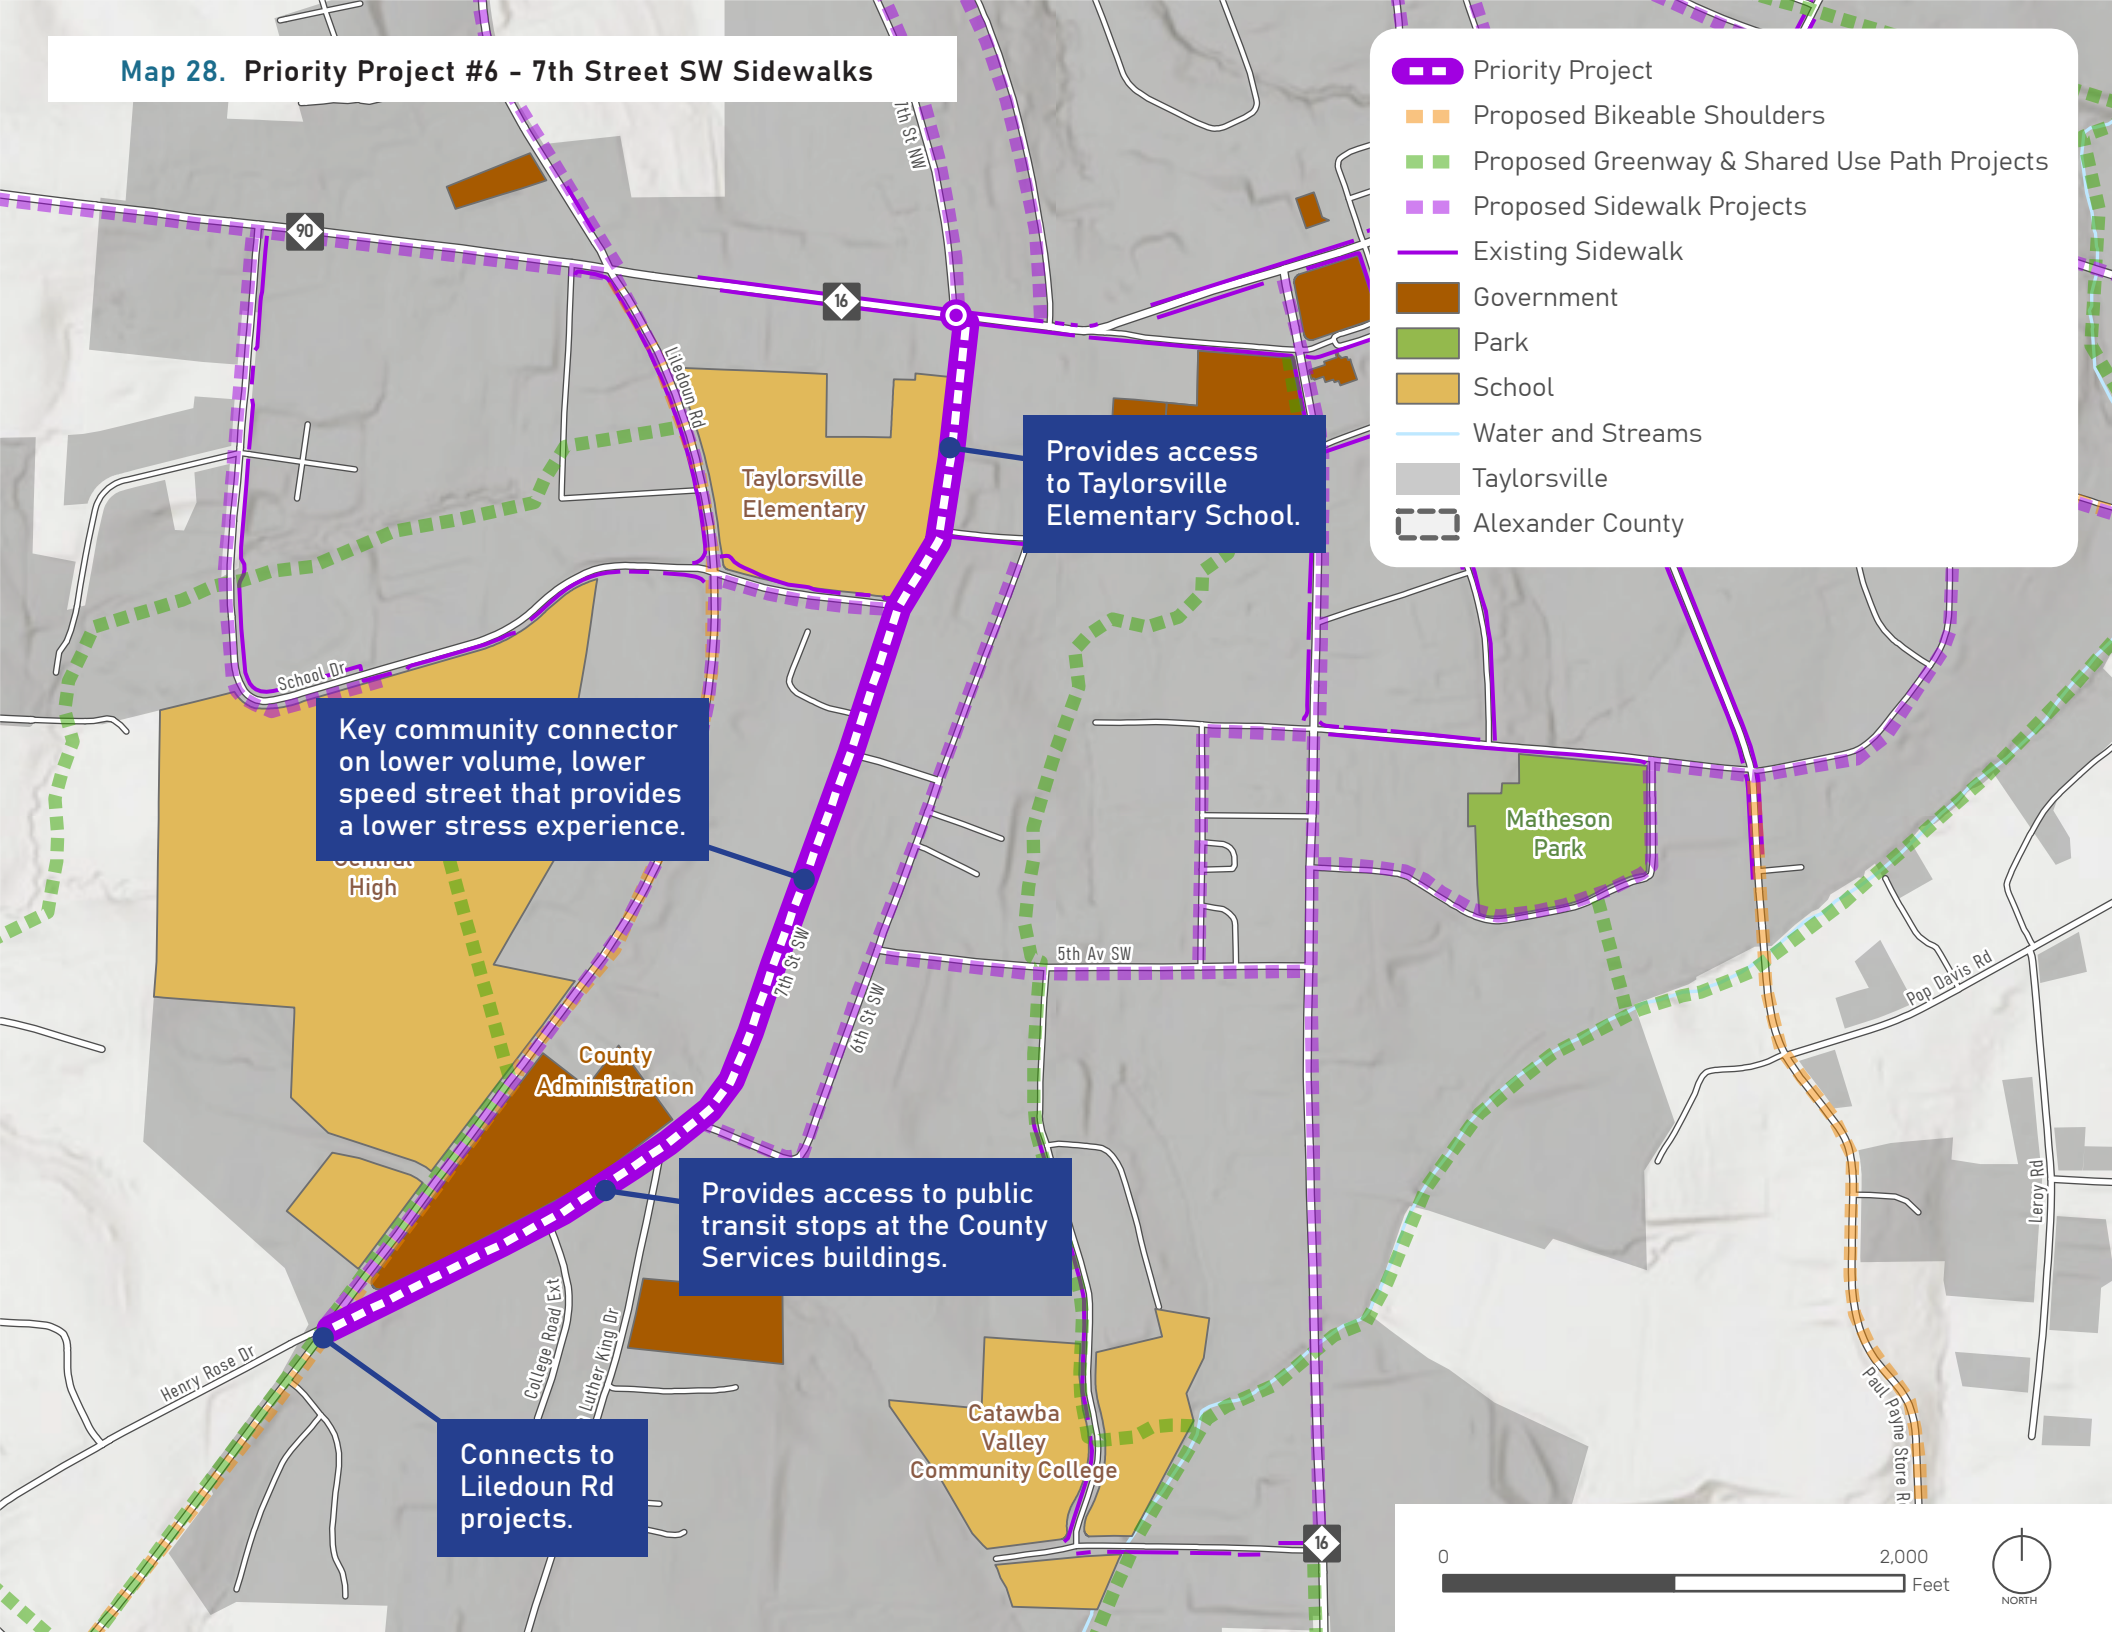 Map 28. Priority Project #6 - 7th Street SW Sidewalks
Priority Project
Proposed Bikeable Shoulders
Proposed Greenway & Shared Use Path Projects
Proposed Sidewalk Projects
Existing Sidewalk
Government
Park
School
Water and Streams
Taylorsville
Alexander County
7th St NW
90
16
Liledoun Rd
Provides access
to Taylorsville
Elementary School.
Taylorsville
Elementary
School Dr
Key community connector
on lower volume, lower
speed street that provides
a lower stress experience.
Central
High
Matheson
Park
7th St SW
5th Av SW
6th St SW
Pop Davis Rd
County
Administration
Provides access to public
transit stops at the County
Services buildings.
Leroy Rd
College Road Ext
Luther King Dr
Henry Rose Dr
Paul Payne Store R
Connects to
Liledoun Rd
projects.
Catawba
Valley
Community College
16
0
2,000
Feet
NORTH